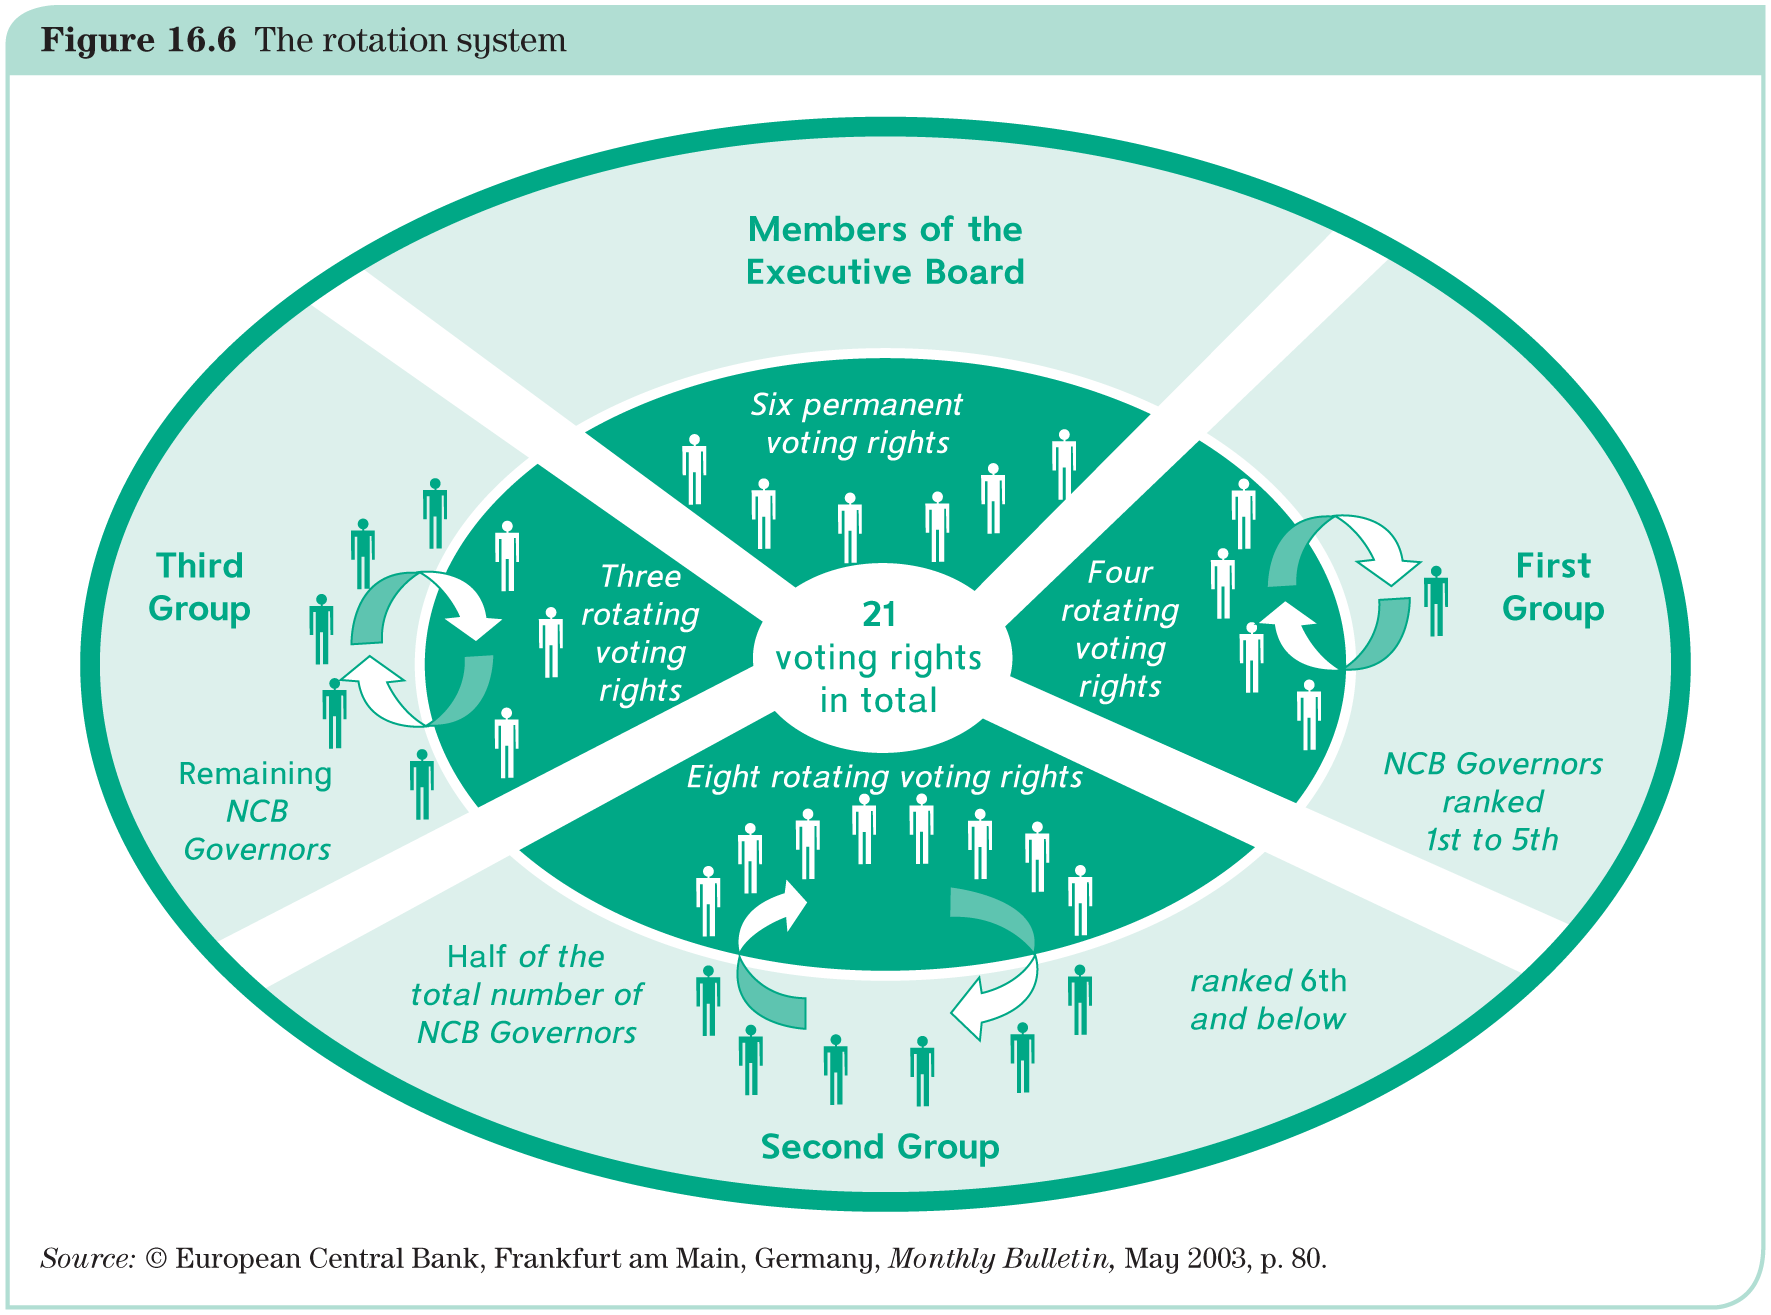 Figure 16.6 The rotation system
Members of the
Executive Board
Six permanent
voting rights
Third
Group
Three
rotating
voting
rights
Remaining
NCB
Governors
21
voting rights
in total
Four
rotating
voting
rights
First
Group
NCB Governors
ranked
1st to 5th
Eight rotating voting rights
Half of the
total number of
NCB Governors
ranked 6th
and below
Second Group
Source: © European Central Bank, Frankfurt am Main, Germany, Monthly Bulletin, May 2003, p. 80.